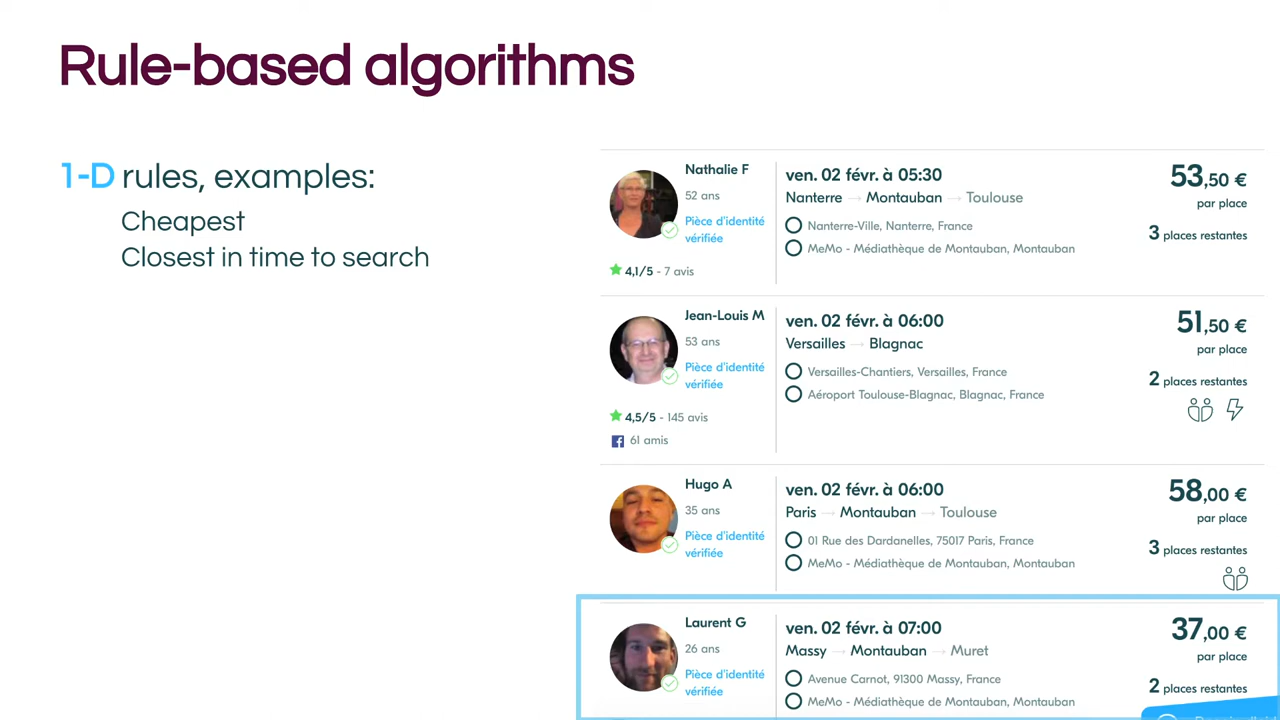 Rule-based algorithms
1-D rules, examples:
Cheapest
Closest in time to search
Nathalie F
52 ans
Pièce d'identité
vérifiée
4,1/5 - 7 avis
ven. 02 févr. à 05:30
Nanterre → Montauban → Toulouse
Nanterre-Ville, Nanterre, France
MeMo - Médiathèque de Montauban, Montauban
53,50 €
par place
3 places restantes
Jean-Louis M
53 ans
Pièce d'identité
vérifiée
4,5/5 - 145 avis
61 amis
ven. 02 févr. à 06:00
Versailles → Blagnac
Versailles-Chantiers, Versailles, France
Aéroport Toulouse-Blagnac, Blagnac, France
51,50 €
par place
2 places restantes
Hugo A
35 ans
Pièce d'identité
vérifiée
ven. 02 févr. à 06:00
Paris → Montauban → Toulouse
01 Rue des Dardanelles, 75017 Paris, France
MeMo - Médiathèque de Montauban, Montauban
58,00 €
par place
3 places restantes
Laurent G
26 ans
Pièce d'identité
vérifiée
ven. 02 févr. à 07:00
Massy → Montauban → Muret
Avenue Carnot, 91300 Massy, France
MeMo - Médiathèque de Montauban, Montauban
37,00 €
par place
2 places restantes